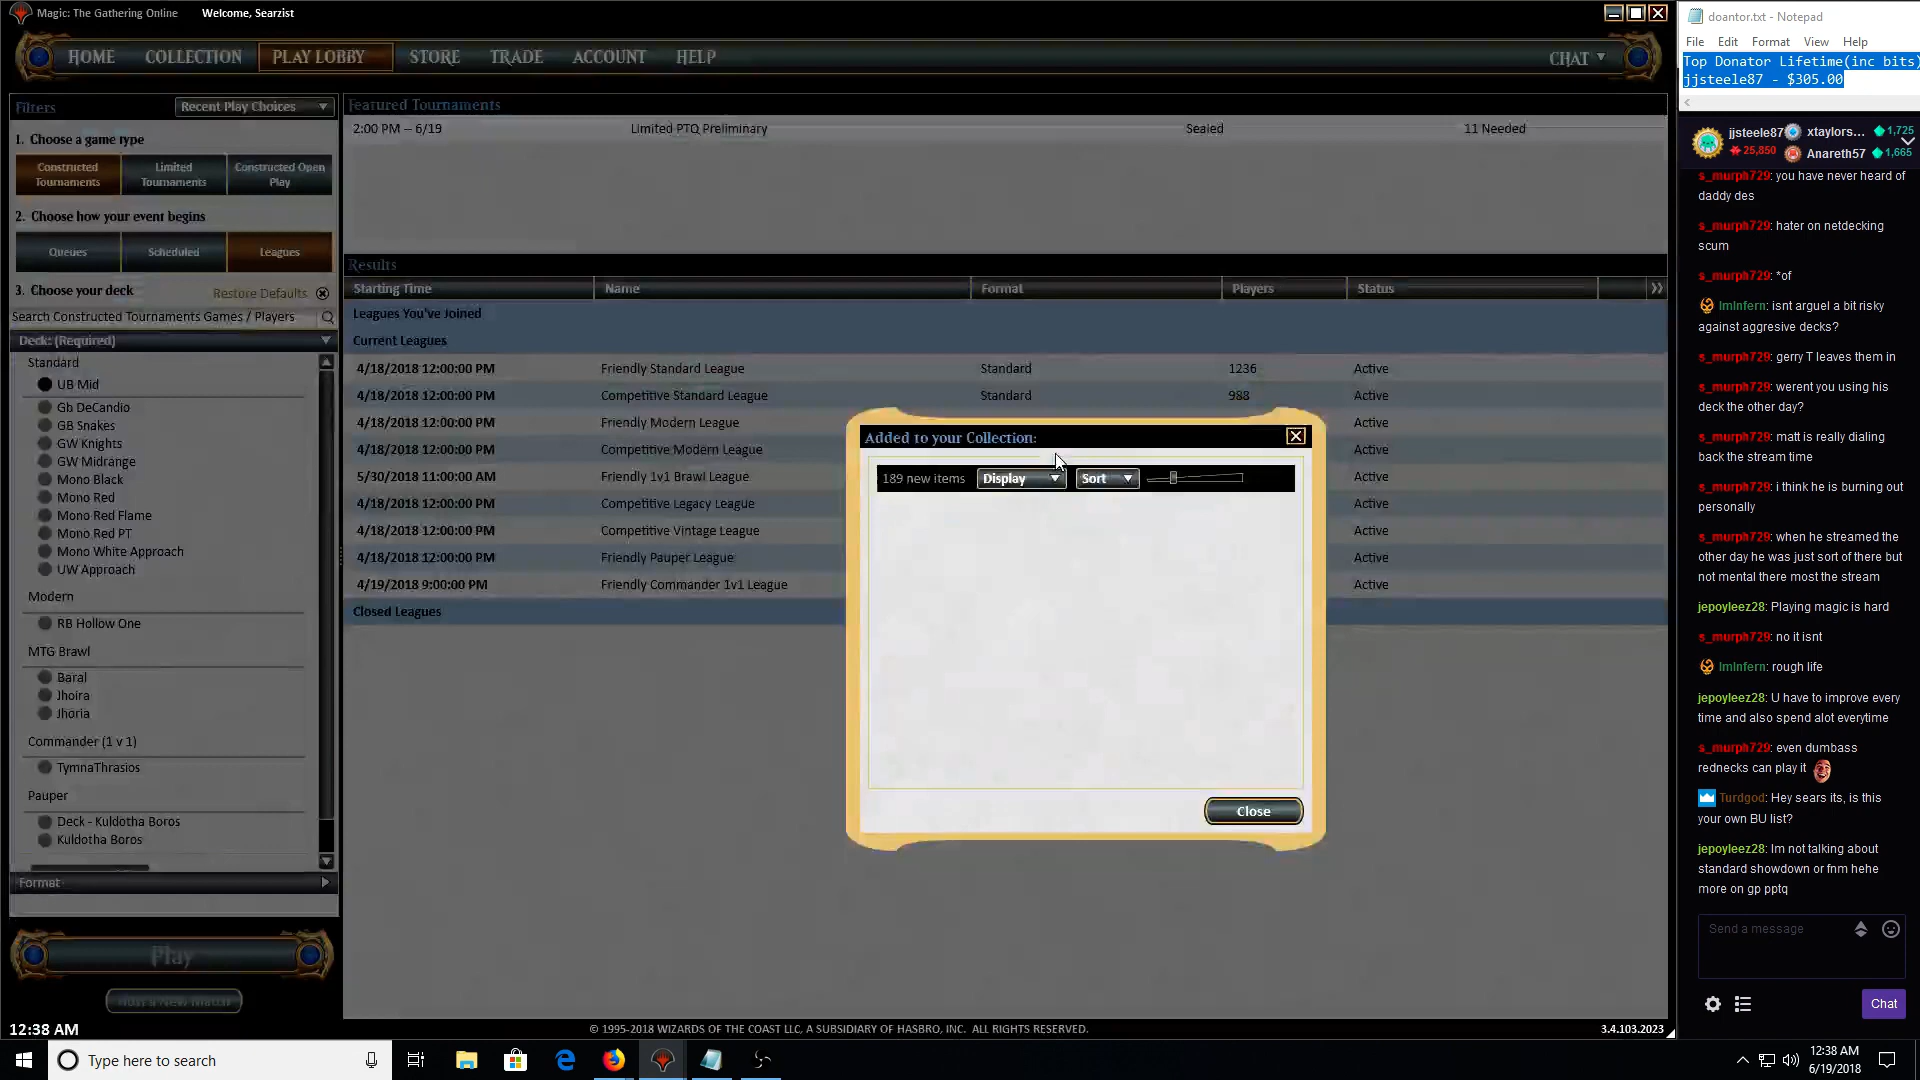 Magic: The Gathering Online
Welcome, Searzist
HOME
COLLECTION
PLAY LOBBY
STORE
TRADE
ACCOUNT
HELP
CHAT
Filters
Recent Play Choices
1. Choose a game type
Constructed Tournaments
Limited Tournaments
Constructed Open Play
2. Choose how your event begins
Queues
Scheduled
Leagues
3. Choose your deck
Restore Defaults
Search Constructed Tournaments Games / Players
Deck: (Required)
Standard
UB Mid
Gb DeCandio
GB Snakes
GW Knights
GW Midrange
Mono Black
Mono Red
Mono Red Flame
Mono Red PT
Mono White Approach
UW Approach
Modern
RB Hollow One
MTG Brawl
Baral
Jhoira
Jhoria
Commander (1 v 1)
TymnaThrasios
Pauper
Deck - Kuldotha Boros
Kuldotha Boros
Format
Play
Host a New Match
12:38 AM
Featured Tournaments
2:00 PM – 6/19 Limited PTQ Preliminary Sealed 11 Needed
Results
Starting Time Name Format Players Status
Leagues You've Joined
Current Leagues
4/18/2018 12:00:00 PM Friendly Standard League Standard 1236 Active
4/18/2018 12:00:00 PM Competitive Standard League Standard 988 Active
4/18/2018 12:00:00 PM Friendly Modern League Active
4/18/2018 12:00:00 PM Competitive Modern League Active
5/30/2018 11:00:00 AM Friendly 1v1 Brawl League Active
4/18/2018 12:00:00 PM Competitive Legacy League Active
4/18/2018 12:00:00 PM Competitive Vintage League Active
4/18/2018 12:00:00 PM Friendly Pauper League Active
4/19/2018 9:00:00 PM Friendly Commander 1v1 League Active
Closed Leagues
Added to your Collection:
189 new items
Display
Sort
Close
© 1995-2018 WIZARDS OF THE COAST LLC, A SUBSIDIARY OF HASBRO, INC. ALL RIGHTS RESERVED.
3.4.103.2023
doantor.txt - Notepad
File Edit Format View Help
Top Donator Lifetime(inc bits)
jjsteele87 - $305.00
jjsteele87
25,850
xtaylors... 1,725
Anareth57 1,665
s_murph729: you have never heard of
daddy des
s_murph729: hater on netdecking
scum
s_murph729: *of
ImInfern: isnt arguel a bit risky
against aggresive decks?
s_murph729: gerry T leaves them in
s_murph729: werent you using his
deck the other day?
s_murph729: matt is really dialing
back the stream time
s_murph729: i think he is burning out
personally
s_murph729: when he streamed the
other day he was just sort of there but
not mental there most the stream
jepoyleez28: Playing magic is hard
s_murph729: no it isnt
ImInfern: rough life
jepoyleez28: U have to improve every
time and also spend alot everytime
s_murph729: even dumbass
rednecks can play it
Turdgod: Hey sears its, is this
your own BU list?
jepoyleez28: Im not talking about
standard showdown or fnm hehe
more on gp pptq
Send a message
Chat
Type here to search
12:38 AM
6/19/2018